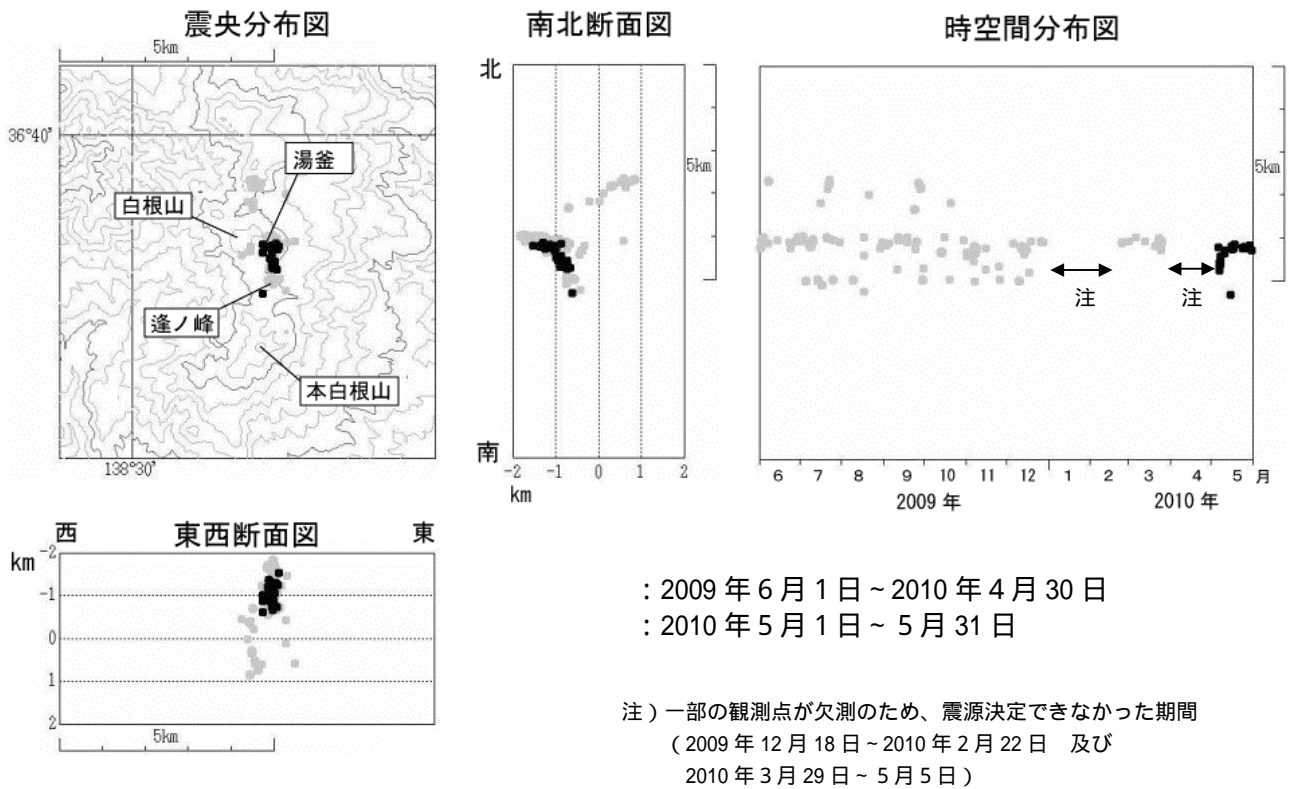 震央分布図
5km
36°40'
湯釜
白根山
逢ノ峰
本白根山
138°30'
南北断面図
北
南
5km
-2 -1 0 1 2
km
時空間分布図
5km
注 注
6 7 8 9 10 11 12 1 2 3 4 5 月
2009 年 2010 年
西 東西断面図 東
km
-2
-1
0
1
2
5km
：2009 年 6 月 1 日～2010 年 4 月 30 日
：2010 年 5 月 1 日～ 5 月 31 日
注）一部の観測点が欠測のため、震源決定できなかった期間
（2009 年 12 月 18 日～2010 年 2 月 22 日　及び
2010 年 3 月 29 日～ 5 月 5 日）